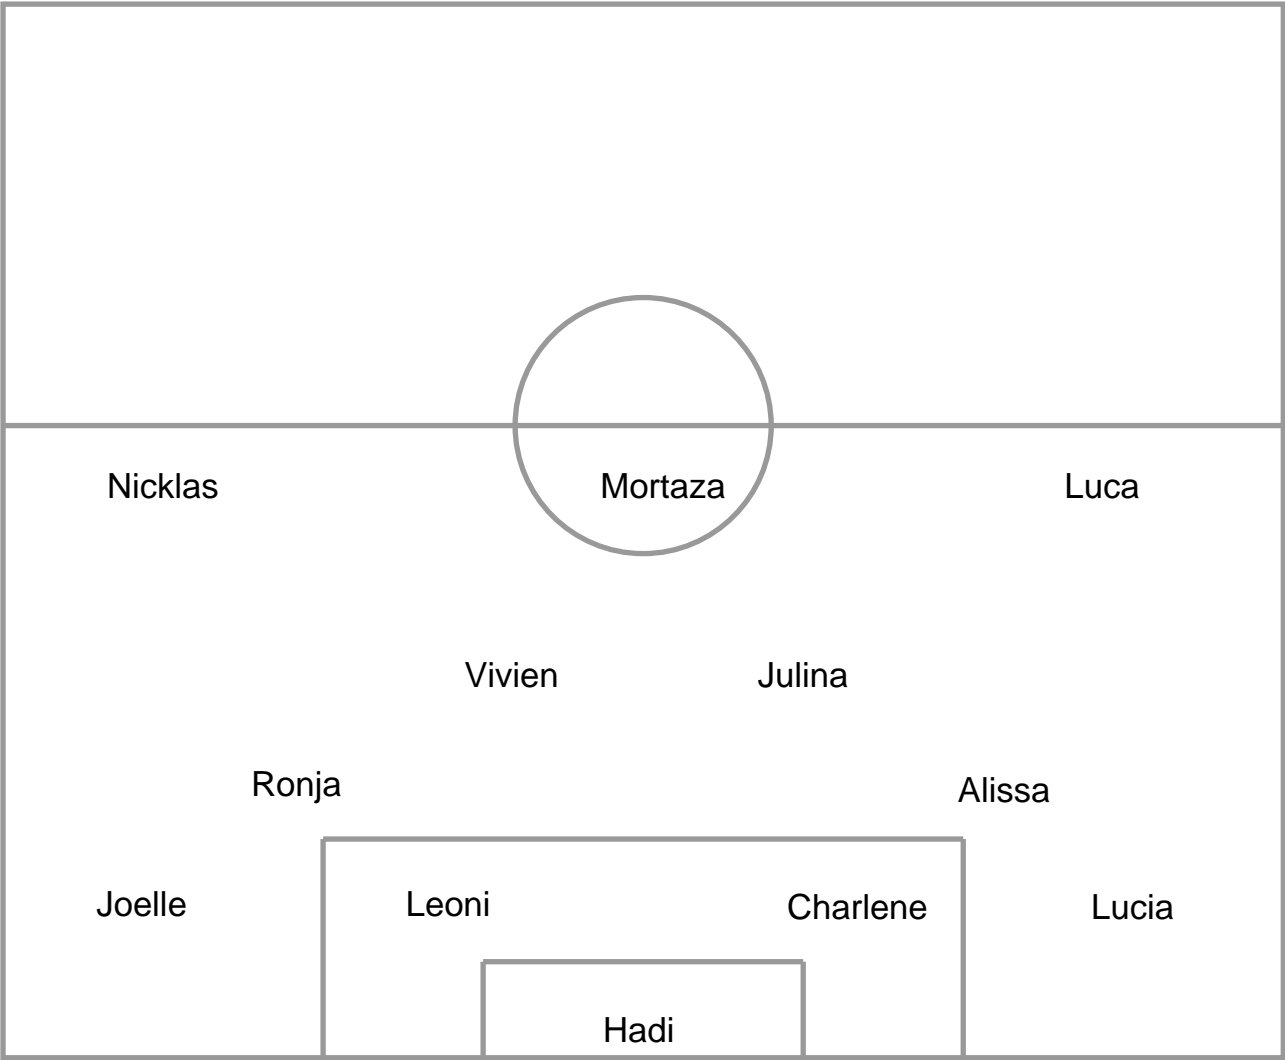 Nicklas Mortaza Luca
Vivien Julina
Ronja Alissa
Joelle Leoni Charlene Lucia
Hadi